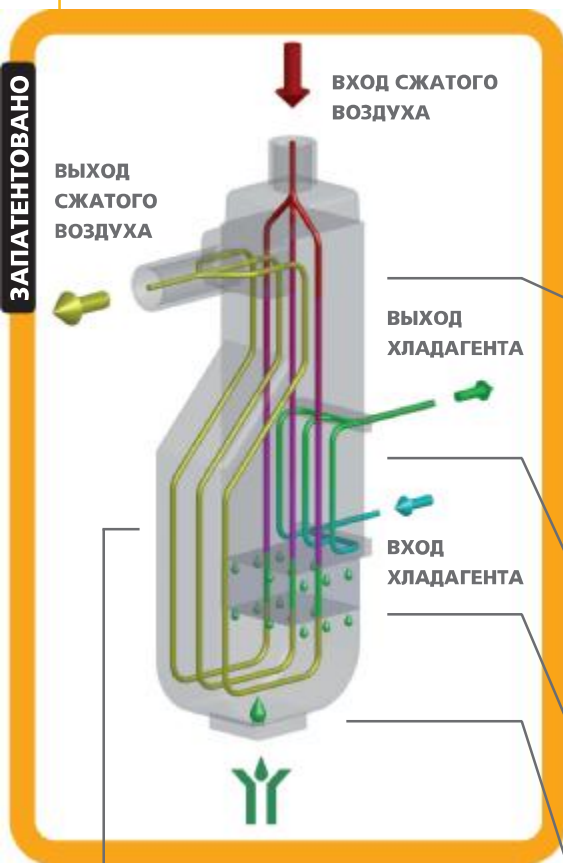 ЗАПАТЕНТОВАНО
ВХОД СЖАТОГО
ВОЗДУХА
ВЫХОД
СЖАТОГО
ВОЗДУХА
ВЫХОД
ХЛАДАГЕНТА
ВХОД
ХЛАДАГЕНТА